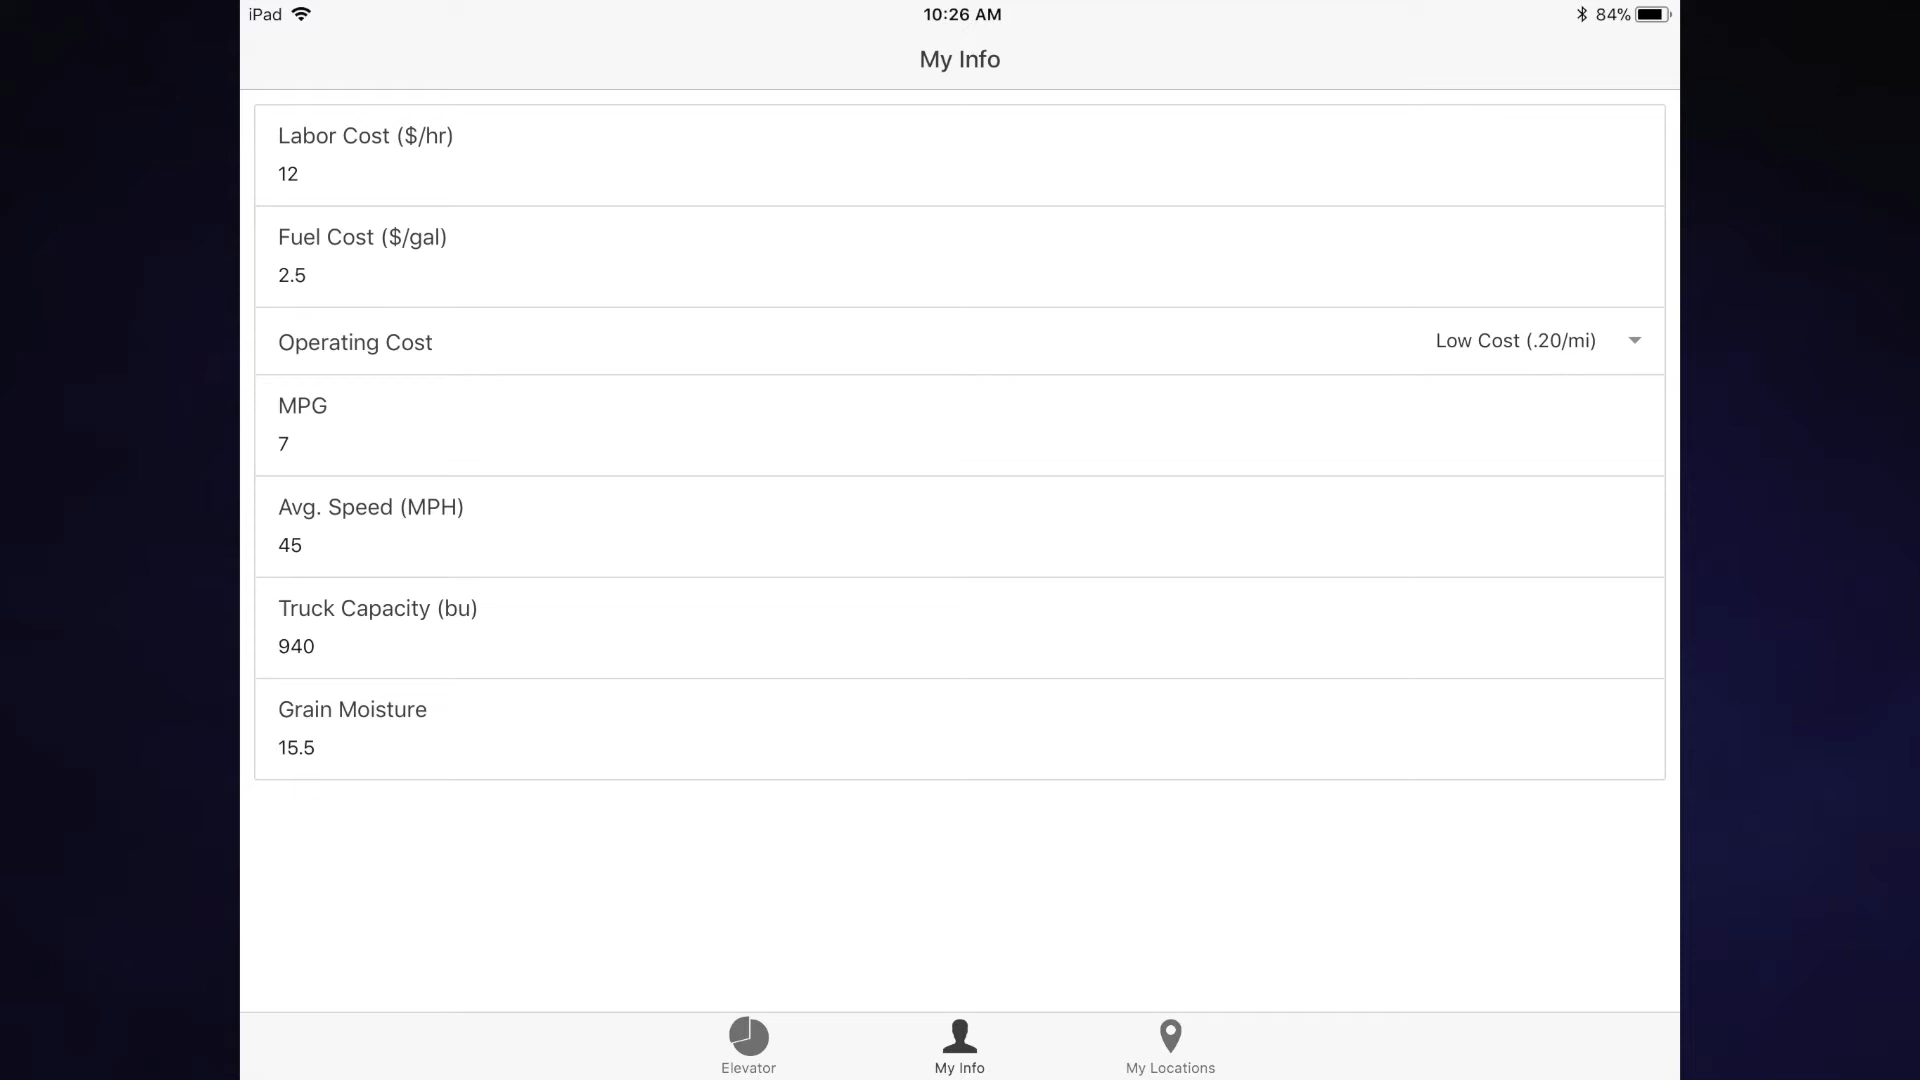 iPad 10:26 AM 84%
My Info
Labor Cost ($/hr)
12
Fuel Cost ($/gal)
2.5
Operating Cost Low Cost (.20/mi)
MPG
7
Avg. Speed (MPH)
45
Truck Capacity (bu)
940
Grain Moisture
15.5
Elevator My Info My Locations